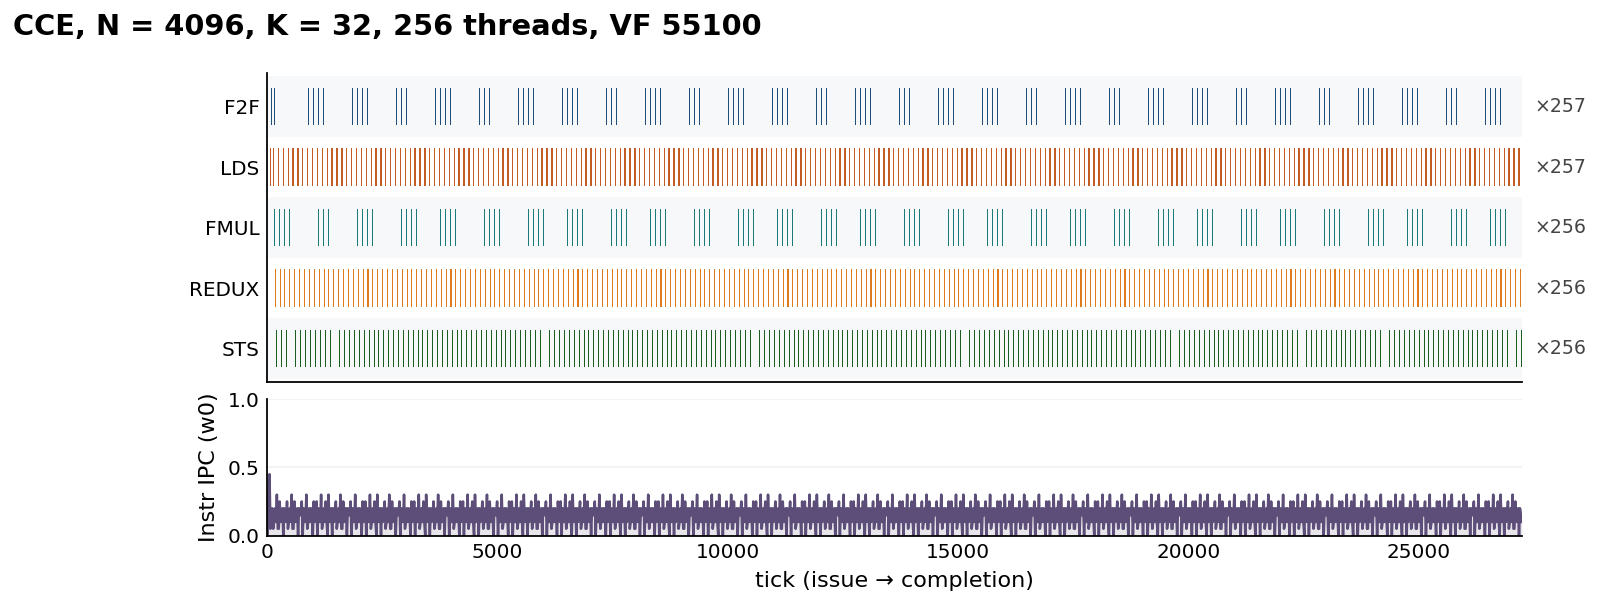 CCE, N = 4096, K = 32, 256 threads, VF 55100
F2F ×257
LDS ×257
FMUL ×256
REDUX ×256
STS ×256
Instr IPC (w0)
1.0
0.5
0.0
0 5000 10000 15000 20000 25000
tick (issue → completion)